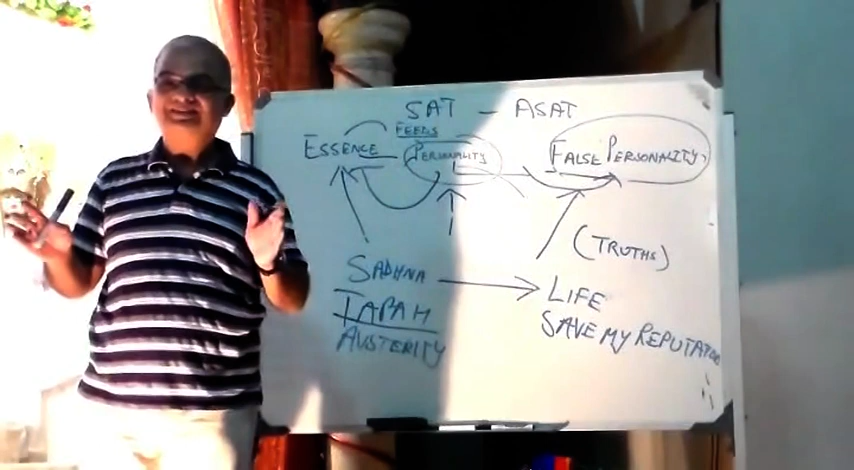 SAT - ASAT
FEEDS
ESSENCE PERSONALITY FALSE PERSONALITY
(TRUTHS)
SADHNA LIFE
TAPAH SAVE MY REPUTATION
AUSTERITY